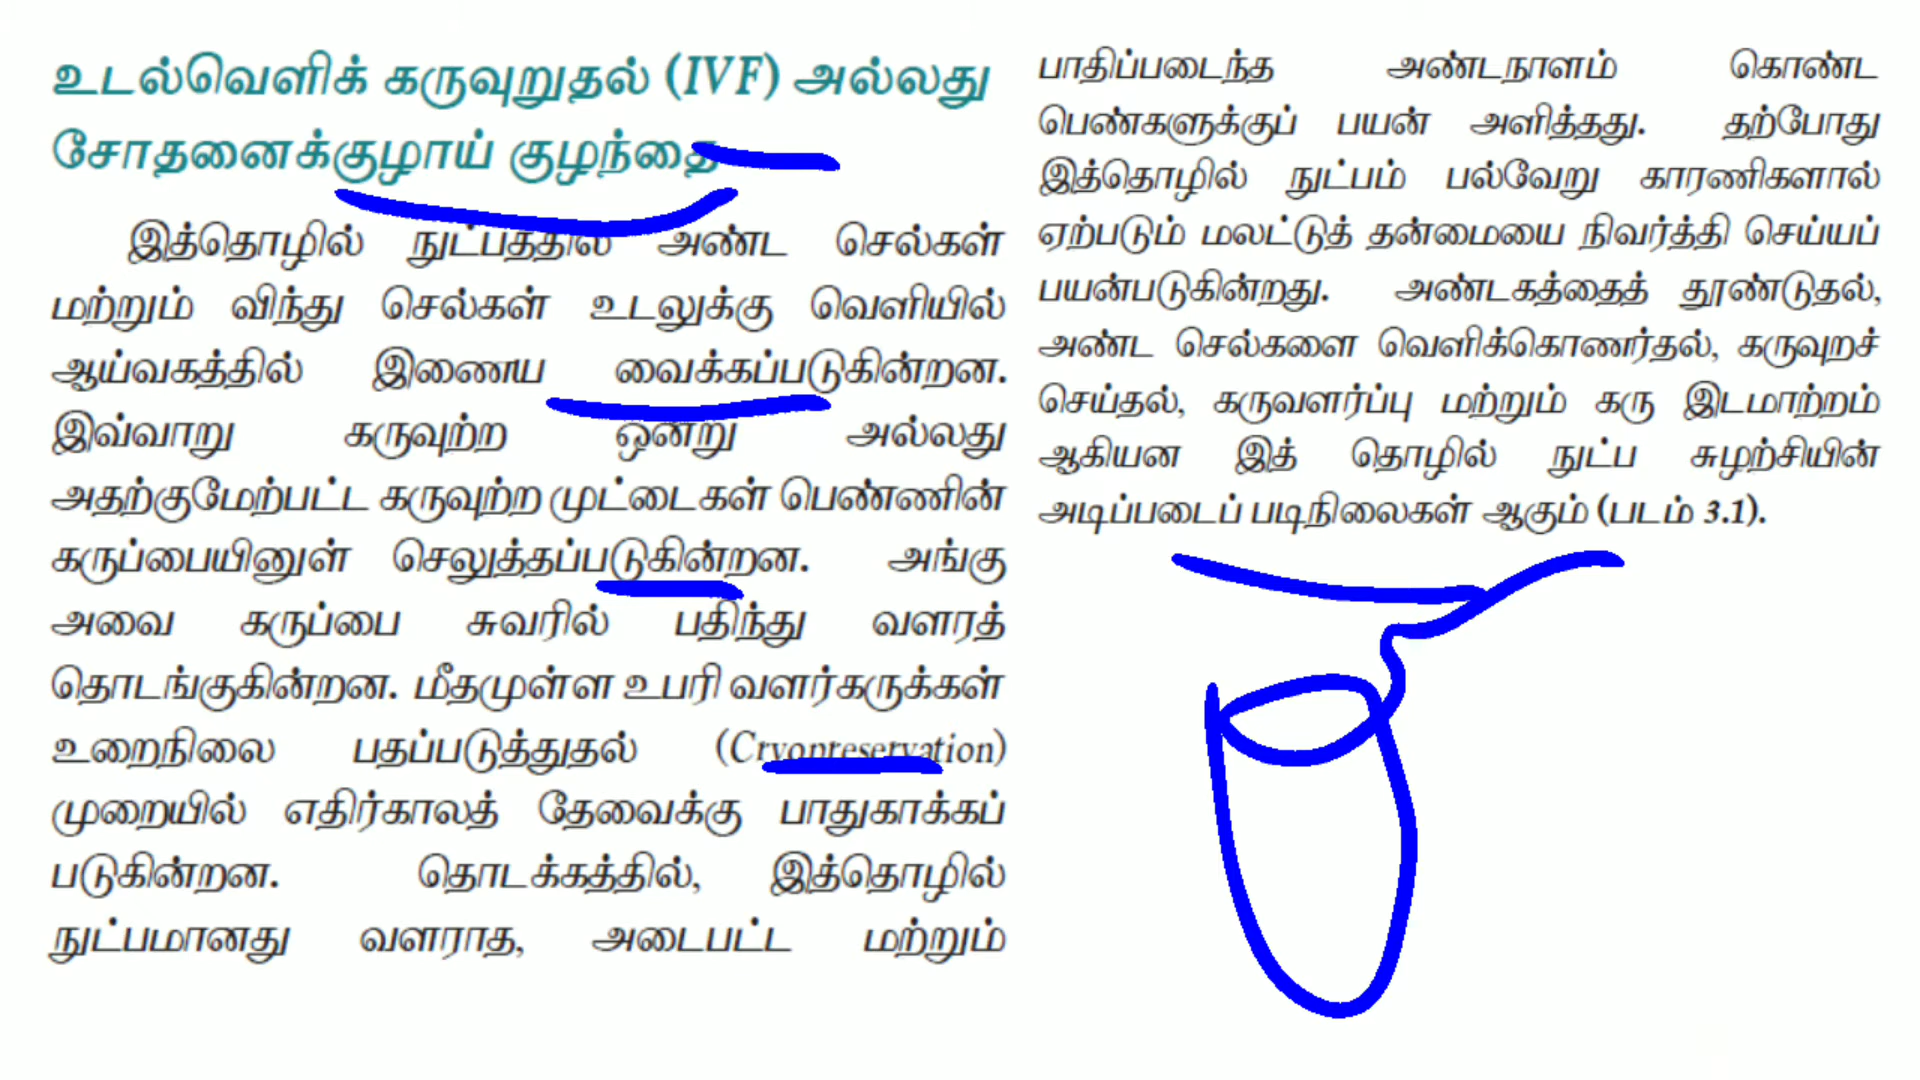 உடல்வெளிக் கருவுறுதல் (IVF) அல்லது
சோதனைக்குழாய் குழந்தை
இத்தொழில் நுட்பத்தில் அண்ட செல்கள்
மற்றும் விந்து செல்கள் உடலுக்கு வெளியில்
ஆய்வகத்தில் இணைய வைக்கப்படுகின்றன.
இவ்வாறு கருவுற்ற ஒன்று அல்லது
அதற்குமேற்பட்ட கருவுற்ற முட்டைகள் பெண்ணின்
கருப்பையினுள் செலுத்தப்படுகின்றன. அங்கு
அவை கருப்பை சுவரில் பதிந்து வளரத்
தொடங்குகின்றன. மீதமுள்ள உபரி வளர்கருக்கள்
உறைநிலை பதப்படுத்துதல் (Cryopreservation)
முறையில் எதிர்காலத் தேவைக்கு பாதுகாக்கப்
படுகின்றன. தொடக்கத்தில், இத்தொழில்
நுட்பமானது வளராத, அடைபட்ட மற்றும்
பாதிப்படைந்த அண்டநாளம் கொண்ட
பெண்களுக்குப் பயன் அளித்தது. தற்போது
இத்தொழில் நுட்பம் பல்வேறு காரணிகளால்
ஏற்படும் மலட்டுத் தன்மையை நிவர்த்தி செய்யப்
பயன்படுகின்றது. அண்டகத்தைத் தூண்டுதல்,
அண்ட செல்களை வெளிக்கொணர்தல், கருவுறச்
செய்தல், கருவளர்ப்பு மற்றும் கரு இடமாற்றம்
ஆகியன இத் தொழில் நுட்ப சுழற்சியின்
அடிப்படைப் படிநிலைகள் ஆகும் (படம் 3.1).